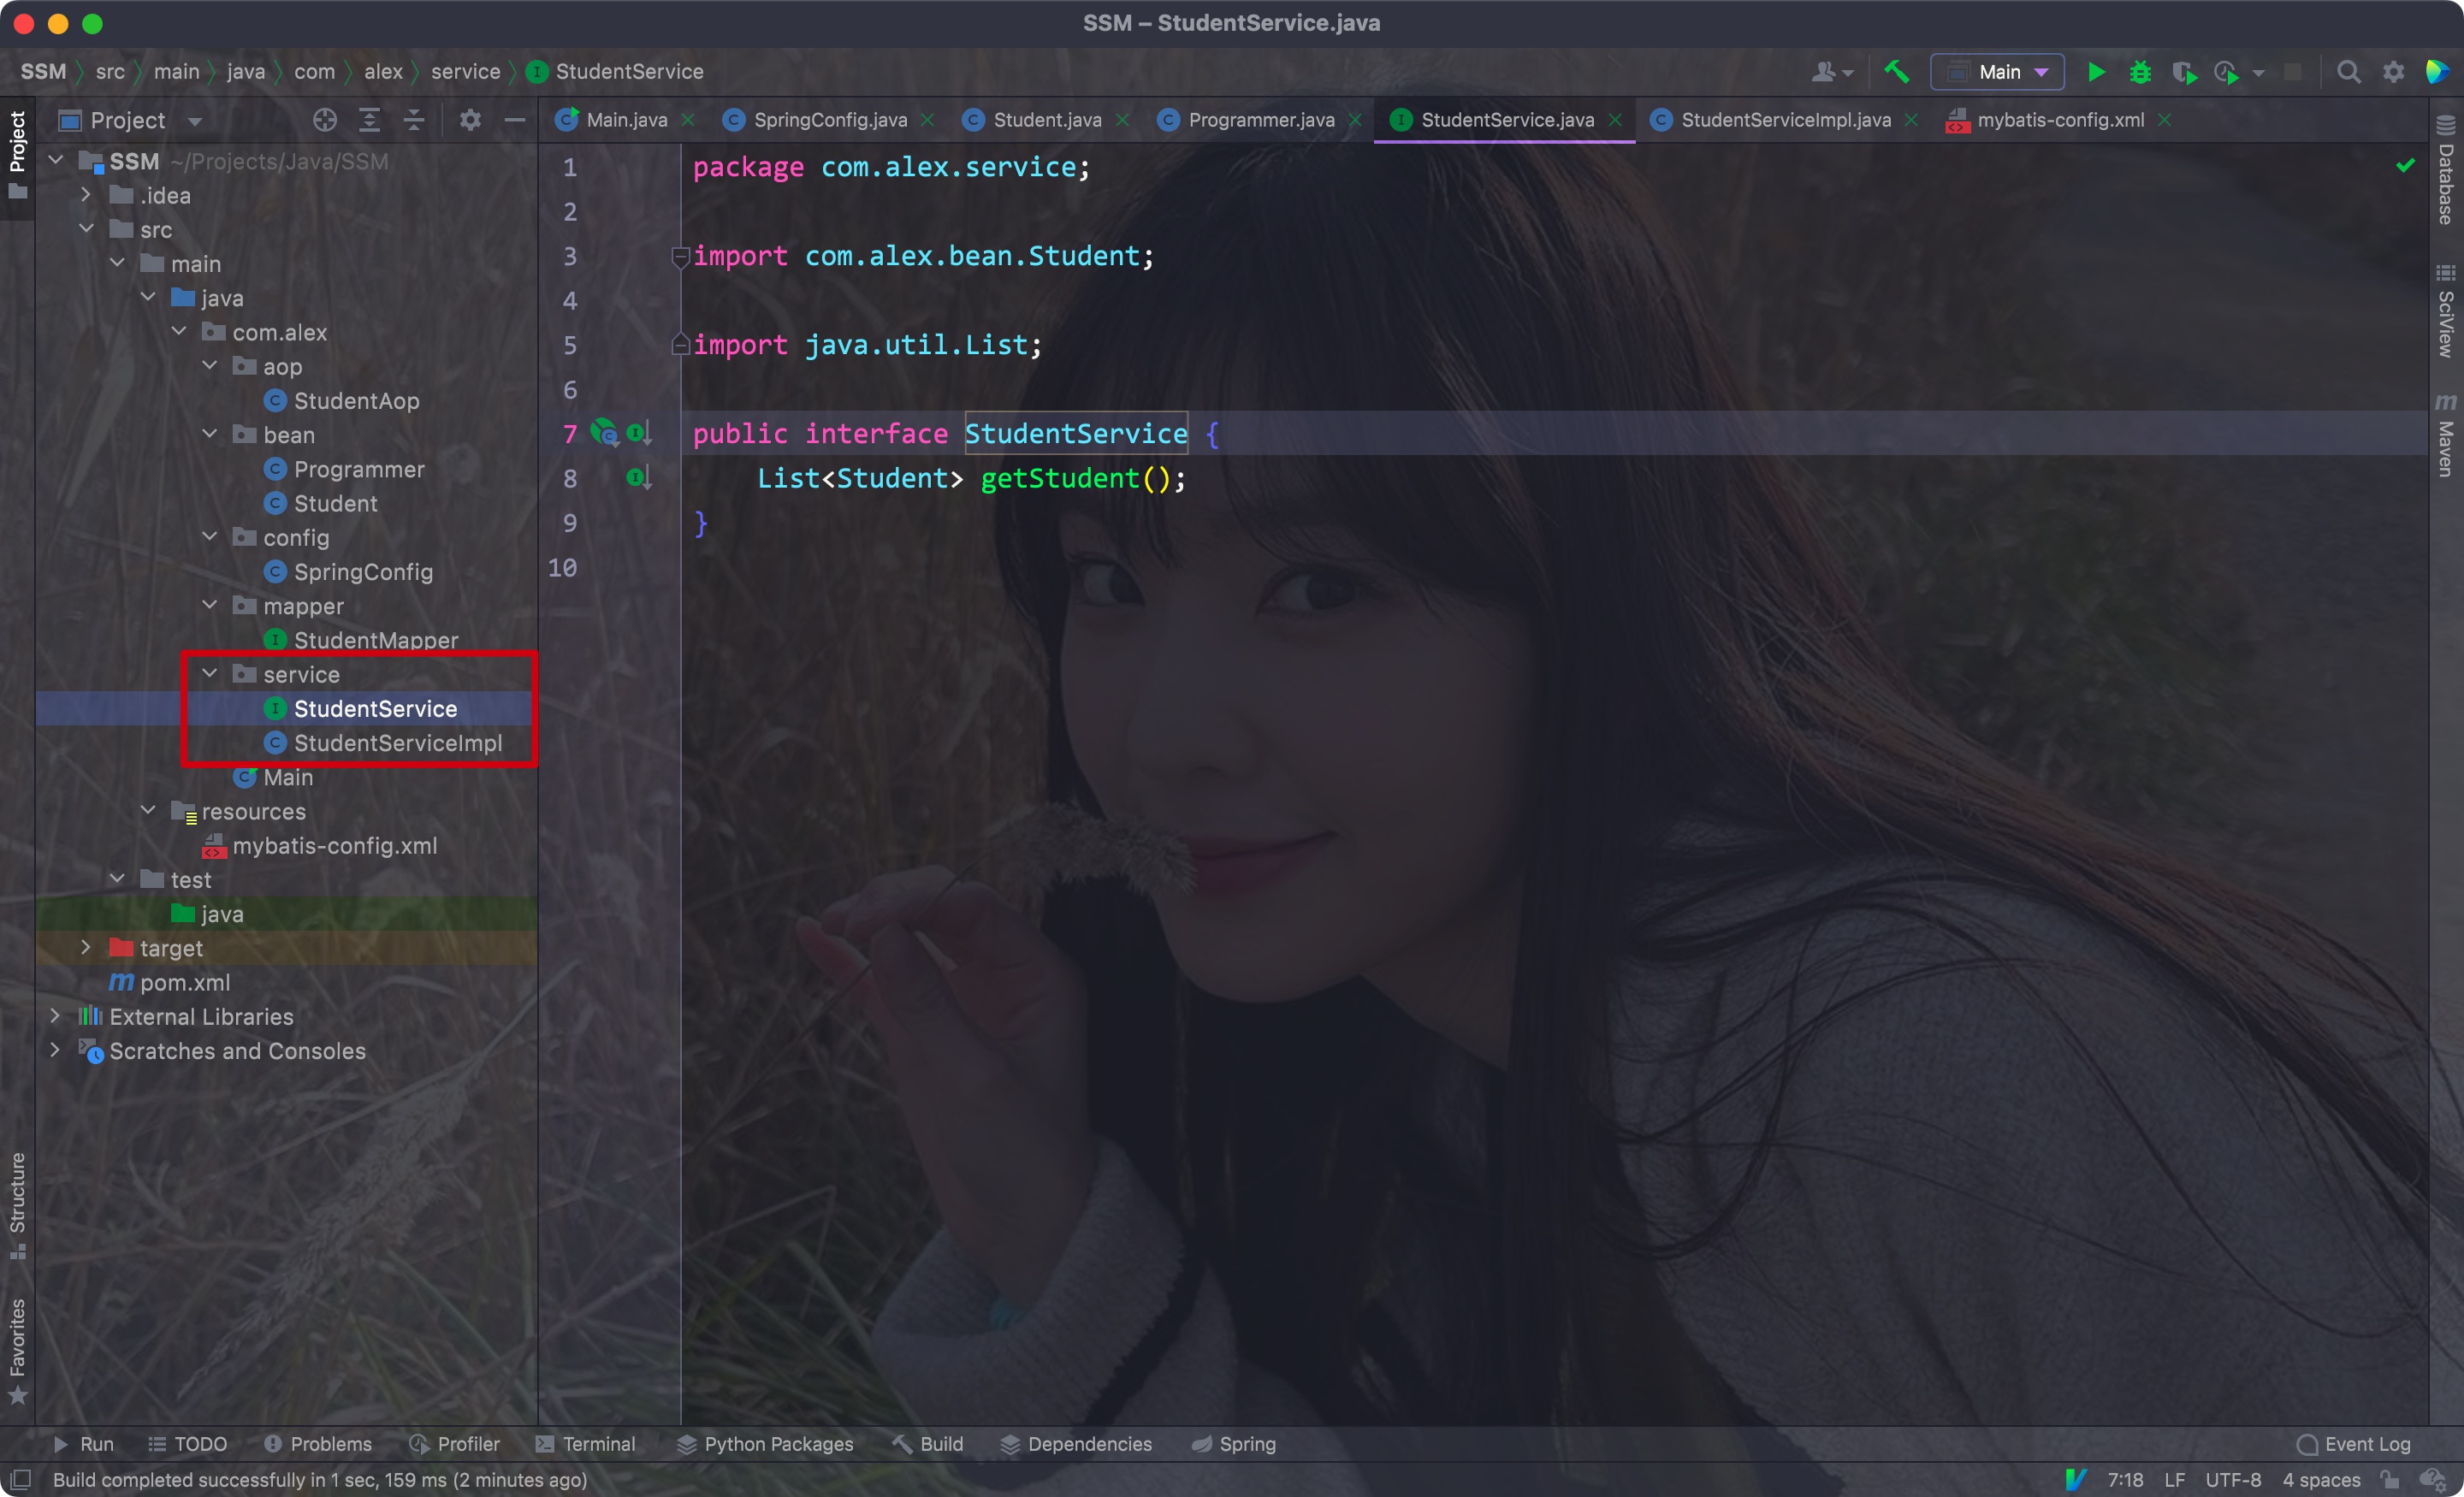 SSM – StudentService.java
SSM src main java com alex service StudentService
Main
Project
Main.java
SpringConfig.java
Student.java
Programmer.java
StudentService.java
StudentServiceImpl.java
mybatis-config.xml
Project
Structure
Favorites
SSM ~/Projects/Java/SSM
.idea
src
main
java
com.alex
aop
StudentAop
bean
Programmer
Student
config
SpringConfig
mapper
StudentMapper
service
StudentService
StudentServiceImpl
Main
resources
mybatis-config.xml
test
java
target
pom.xml
External Libraries
Scratches and Consoles
1 package com.alex.service;
2
3 import com.alex.bean.Student;
4
5 import java.util.List;
6
7 public interface StudentService {
8 List<Student> getStudent();
9 }
10
Database
SciView
Maven
Run TODO Problems Profiler Terminal Python Packages Build Dependencies Spring Event Log
Build completed successfully in 1 sec, 159 ms (2 minutes ago) 7:18 LF UTF-8 4 spaces